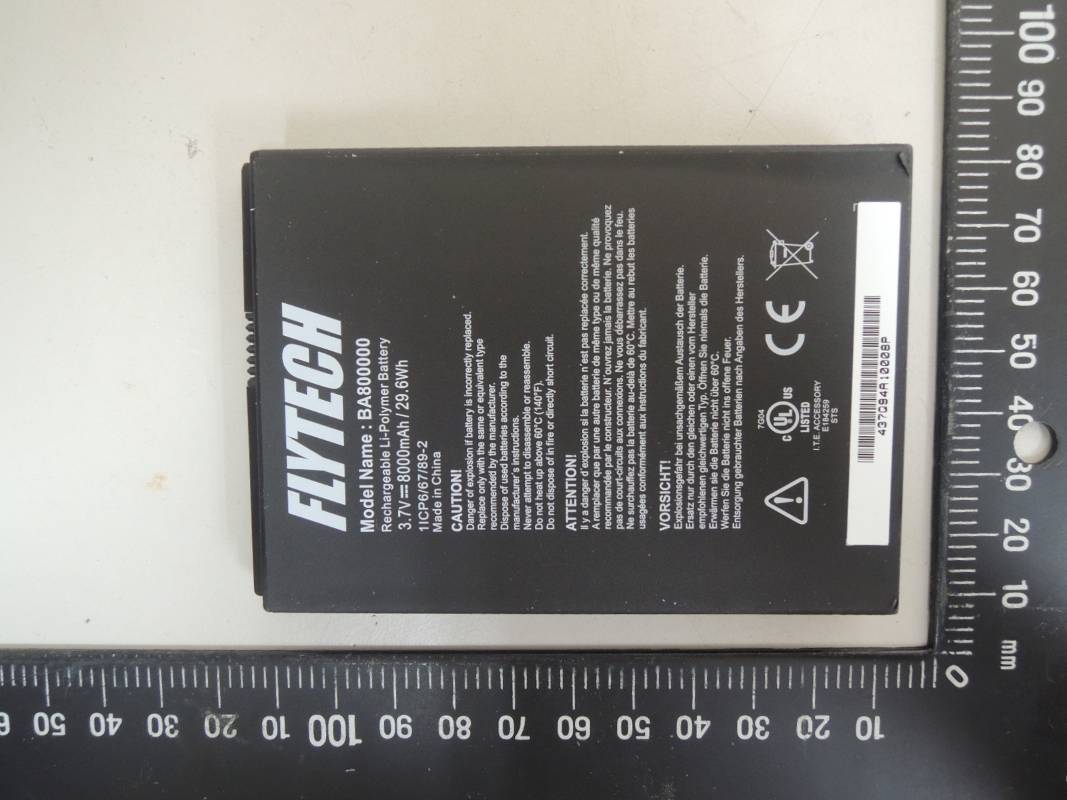 FLYTECH
Model Name : BA800000
Rechargeable Li-Polymer Battery
3.7V⎓8000mAh / 29.6Wh
1ICP6/67/89-2
Made in China
CAUTION!
Danger of explosion if battery is incorrectly replaced.
Replace only with the same or equivalent type
recommended by the manufacturer.
Dispose of used batteries according to the
manufacturer's instructions.
Never attempt to disassemble or reassemble.
Do not heat up above 60°C (140°F).
Do not dispose of in fire or directly short circuit.
ATTENTION!
Il y a danger d'explosion si la batterie n'est pas replacée correctement.
A remplacer que par une autre batterie de même type ou de même qualité
recommandée par le constructeur. N'ouvrez jamais la batterie. Ne provoquez
pas de court-circuits aux connexions. Ne vous débarrassez pas dans le feu.
Ne surchauffez pas la batterie au-delà de 60°C. Mettre au rebut les batteries
usagées conformément aux instructions du fabricant.
VORSICHT!
Explosionsgefahr bei unsachgemäßem Austausch der Batterie.
Ersatz nur durch den gleichen oder einen vom Hersteller
empfohlenen gleichwertigen Typ. Öffnen Sie niemals die Batterie.
Erwärmen sie die Batterie nicht über 60°C.
Werfen Sie die Batterie nicht ins offene Feuer.
Entsorgung gebrauchter Batterien nach Angaben des Herstellers.
7G04
c UL US
LISTED
I.T.E. ACCESSORY
E184259
STS
CE
437Q94A10008P
100 90 80 70 60 50 40 30 20 10 mm
0
10 20 30 40 50 60 70 80 90 100 10 20 30 40 50 6